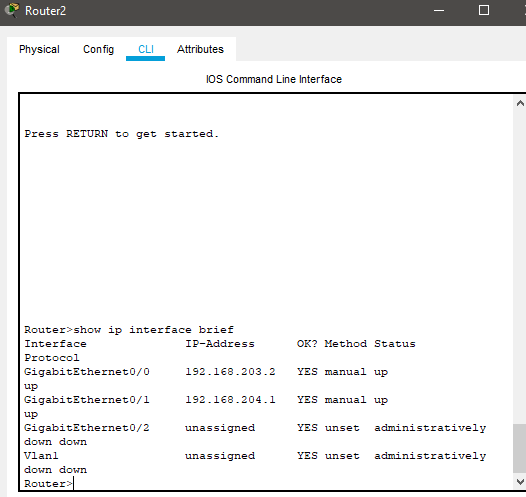 Router2
Physical Config CLI Attributes
IOS Command Line Interface
Press RETURN to get started.
Router>show ip interface brief
Interface IP-Address OK? Method Status
Protocol
GigabitEthernet0/0 192.168.203.2 YES manual up
up
GigabitEthernet0/1 192.168.204.1 YES manual up
up
GigabitEthernet0/2 unassigned YES unset administratively
down down
Vlan1 unassigned YES unset administratively
down down
Router>